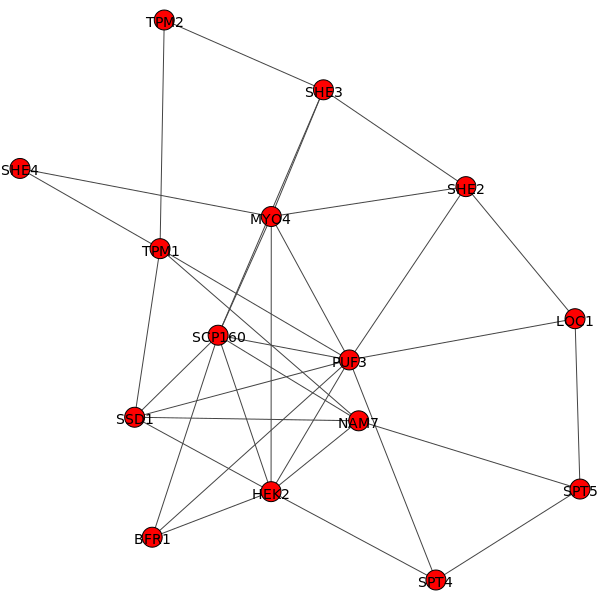 TPM2
SHE3
SHE4
SHE2
MYO4
TPM1
LOC1
SCP160
PUF3
SSD1
NAM7
HEK2
SPT5
BFR1
SPT4